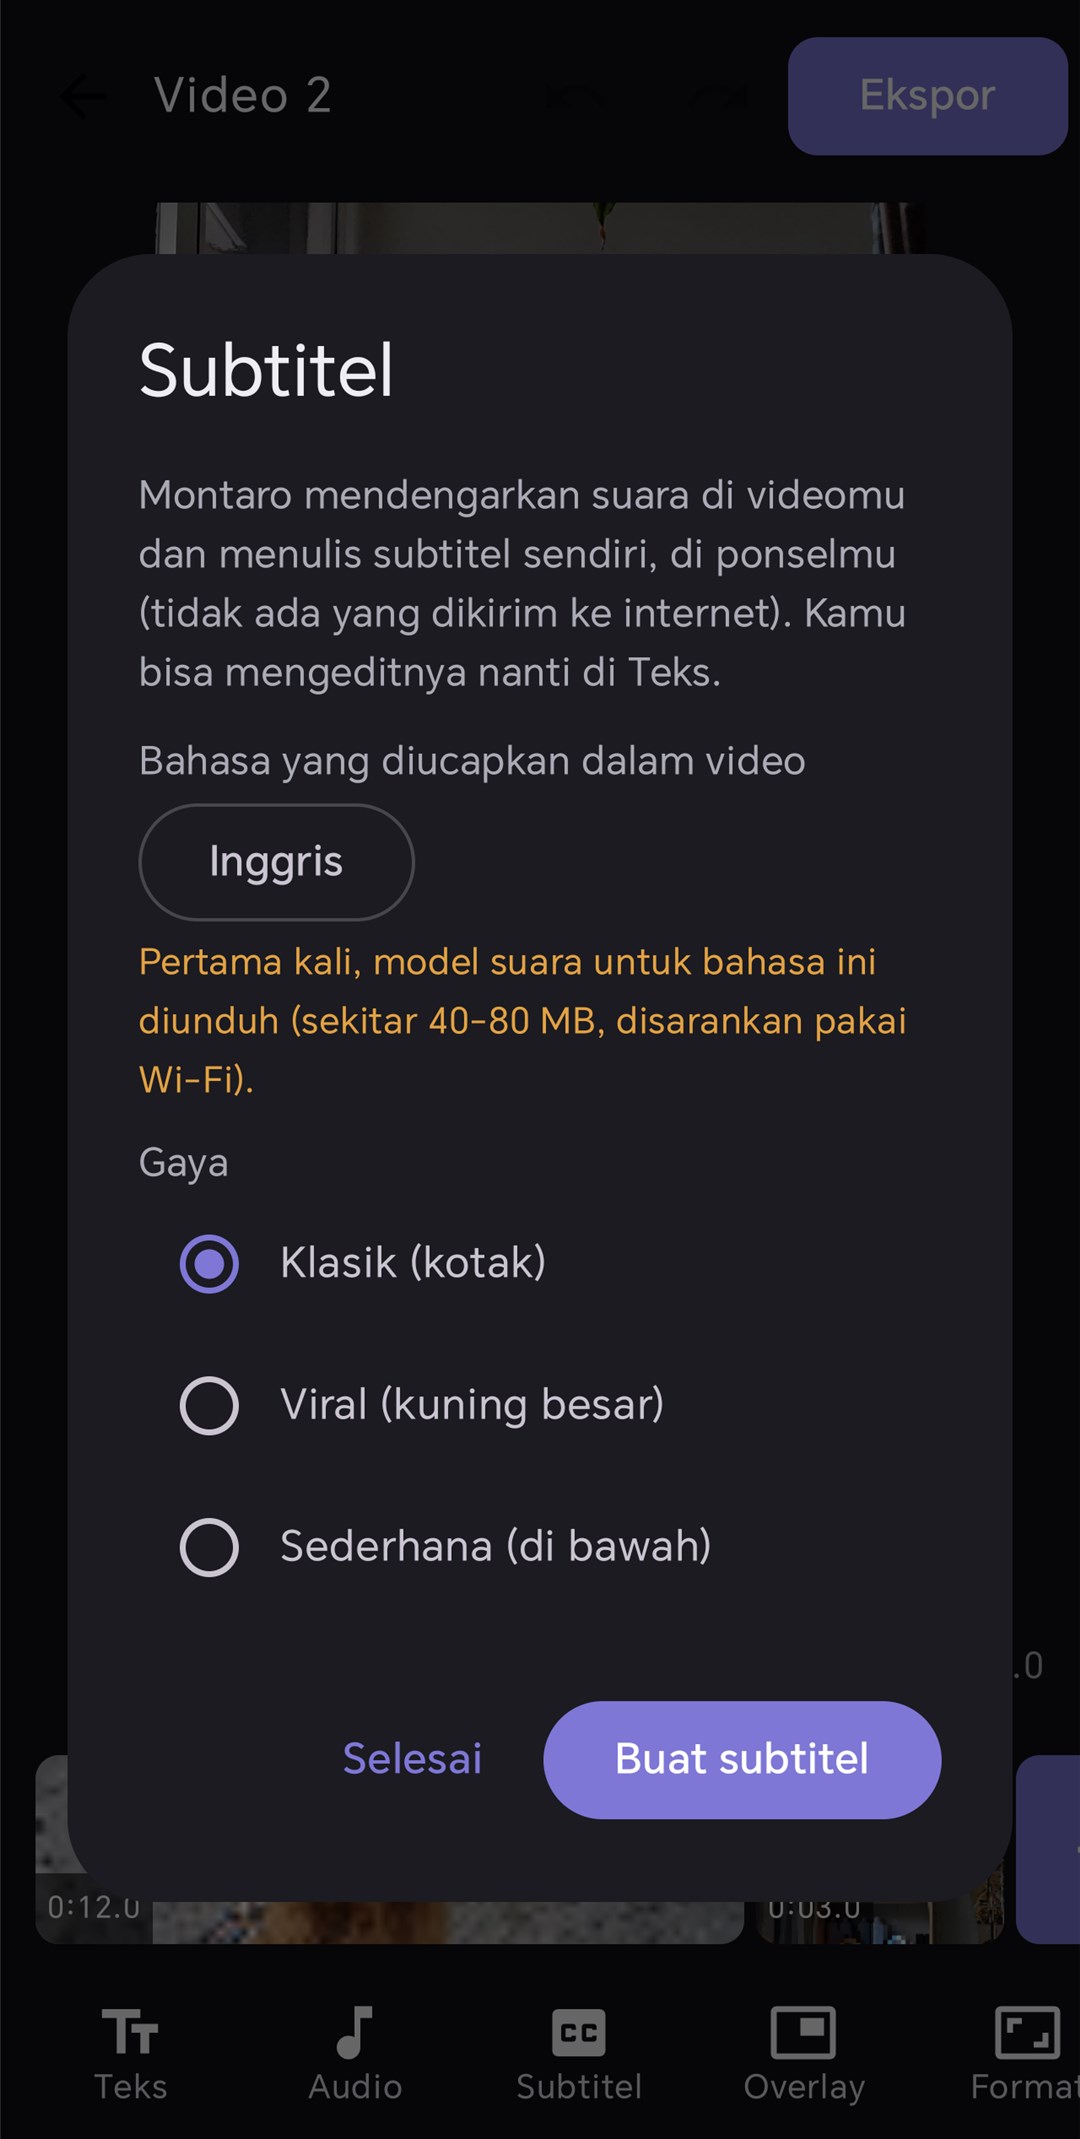 Video 2
Ekspor
Subtitel
Montaro mendengarkan suara di videomu
dan menulis subtitel sendiri, di ponselmu
(tidak ada yang dikirim ke internet). Kamu
bisa mengeditnya nanti di Teks.
Bahasa yang diucapkan dalam video
Inggris
Pertama kali, model suara untuk bahasa ini
diunduh (sekitar 40-80 MB, disarankan pakai
Wi-Fi).
Gaya
Klasik (kotak)
Viral (kuning besar)
Sederhana (di bawah)
.0
Selesai
Buat subtitel
0:12.0
0:03.0
Teks
Audio
CC
Subtitel
Overlay
Format